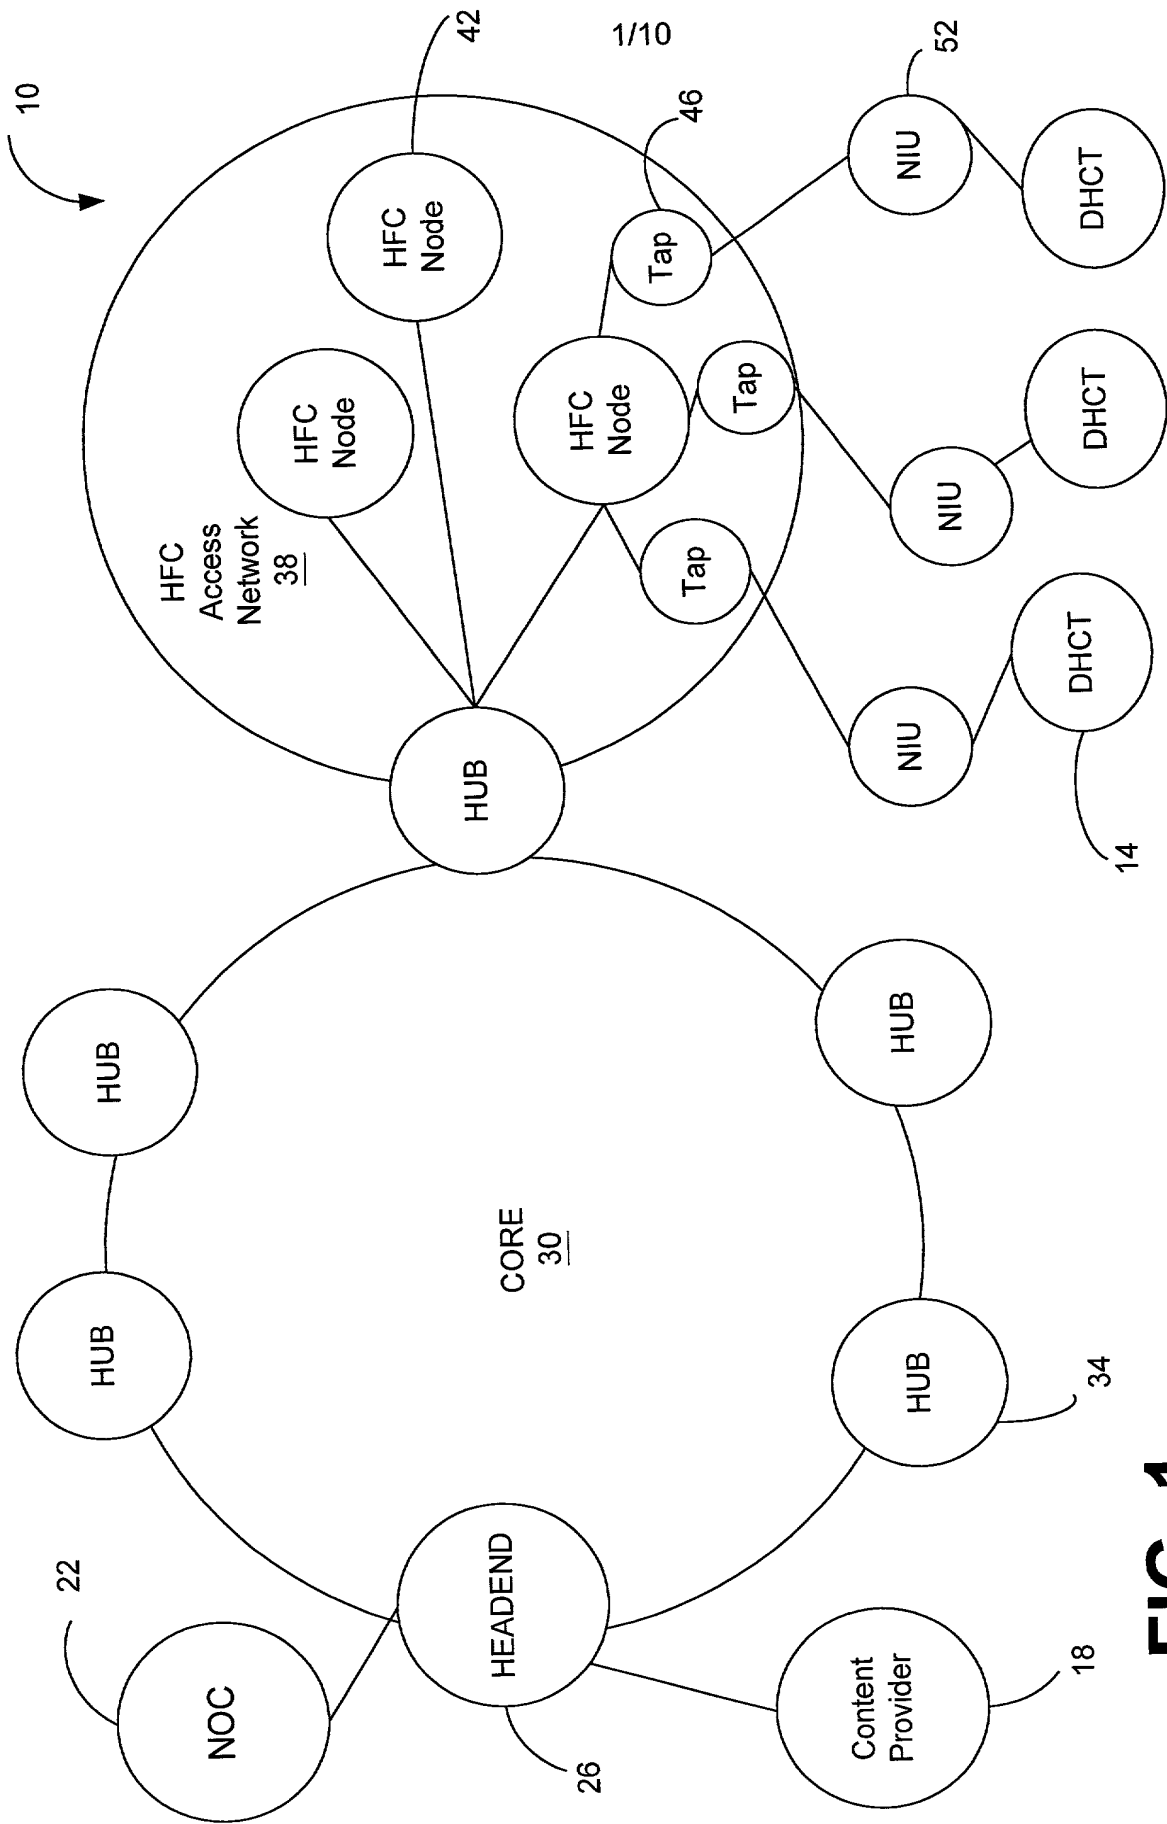 1/10
10
42
HFC
Node
HFC
Node
HFC
Access
Network
38
46
HFC
Node
Tap
Tap
Tap
52
NIU
NIU
NIU
DHCT
DHCT
DHCT
14
HUB
HUB
HUB
CORE
30
HUB
HUB
34
22
NOC
HEADEND
26
Content
Provider
18
FIG. 1